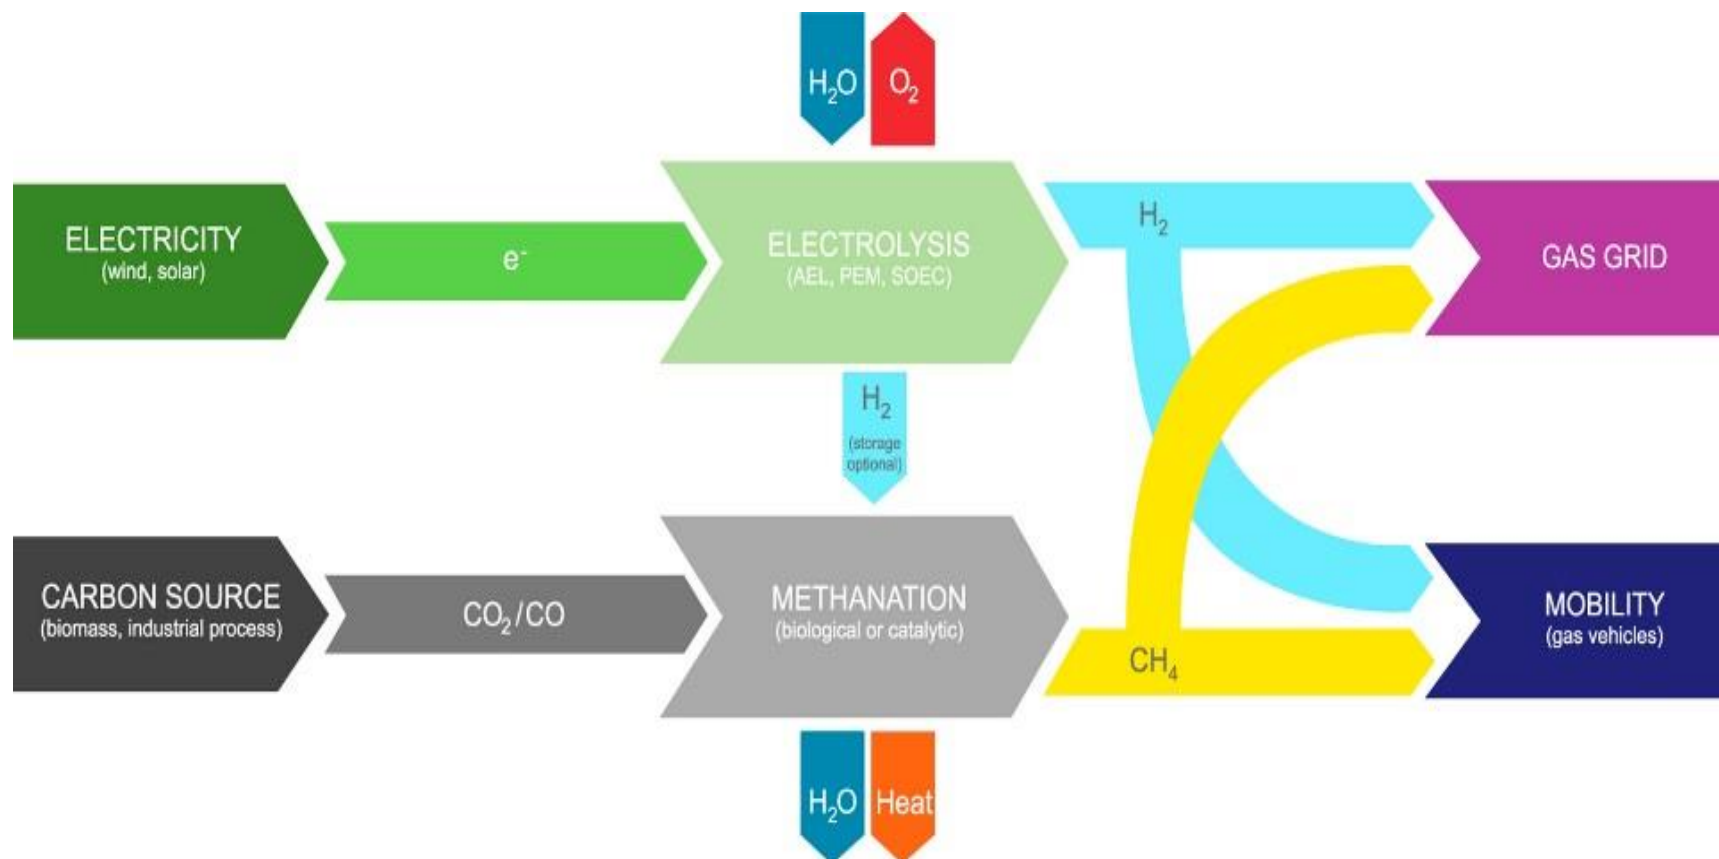 H₂O
O₂
ELECTRICITY
(wind, solar)
e⁻
ELECTROLYSIS
(AEL, PEM, SOEC)
H₂
GAS GRID
H₂
(storage
optional)
CARBON SOURCE
(biomass, industrial process)
CO₂/CO
METHANATION
(biological or catalytic)
CH₄
MOBILITY
(gas vehicles)
H₂O
Heat